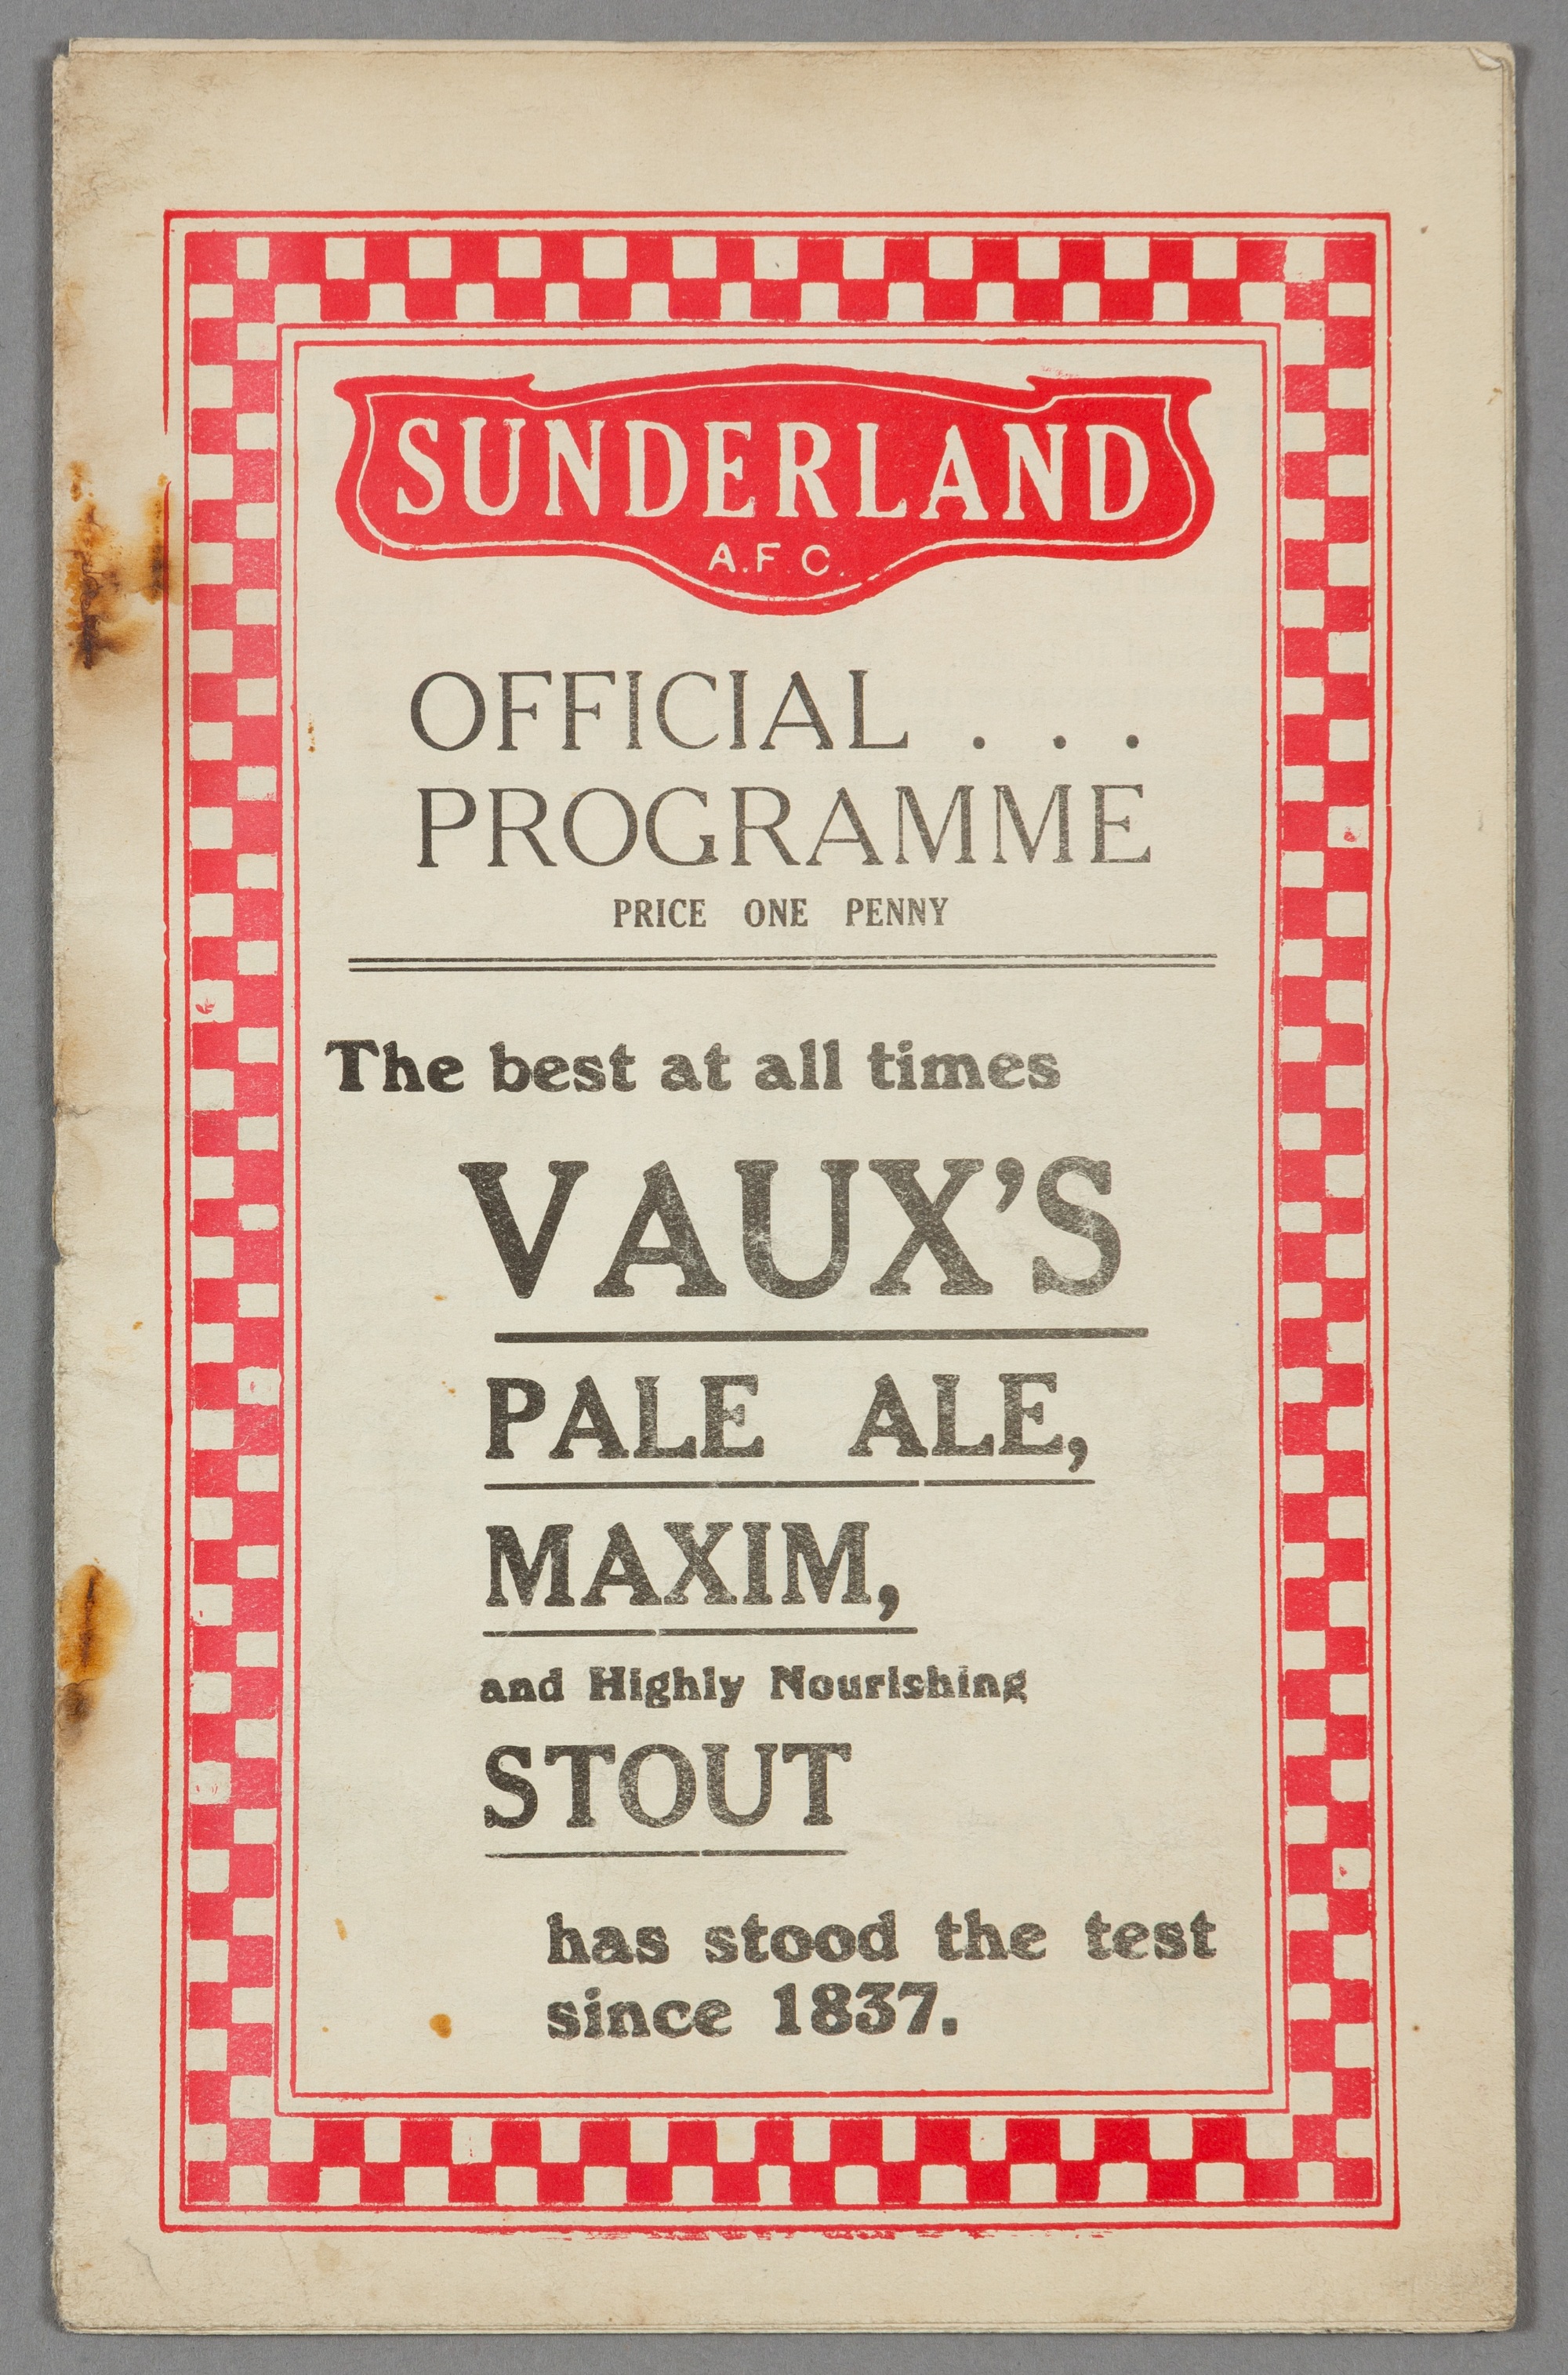 SUNDERLAND
A.F.C.
OFFICIAL . . .
PROGRAMME
PRICE ONE PENNY
The best at all times
VAUX'S
PALE ALE,
MAXIM,
and Highly Nourishing
STOUT
has stood the test
since 1837.